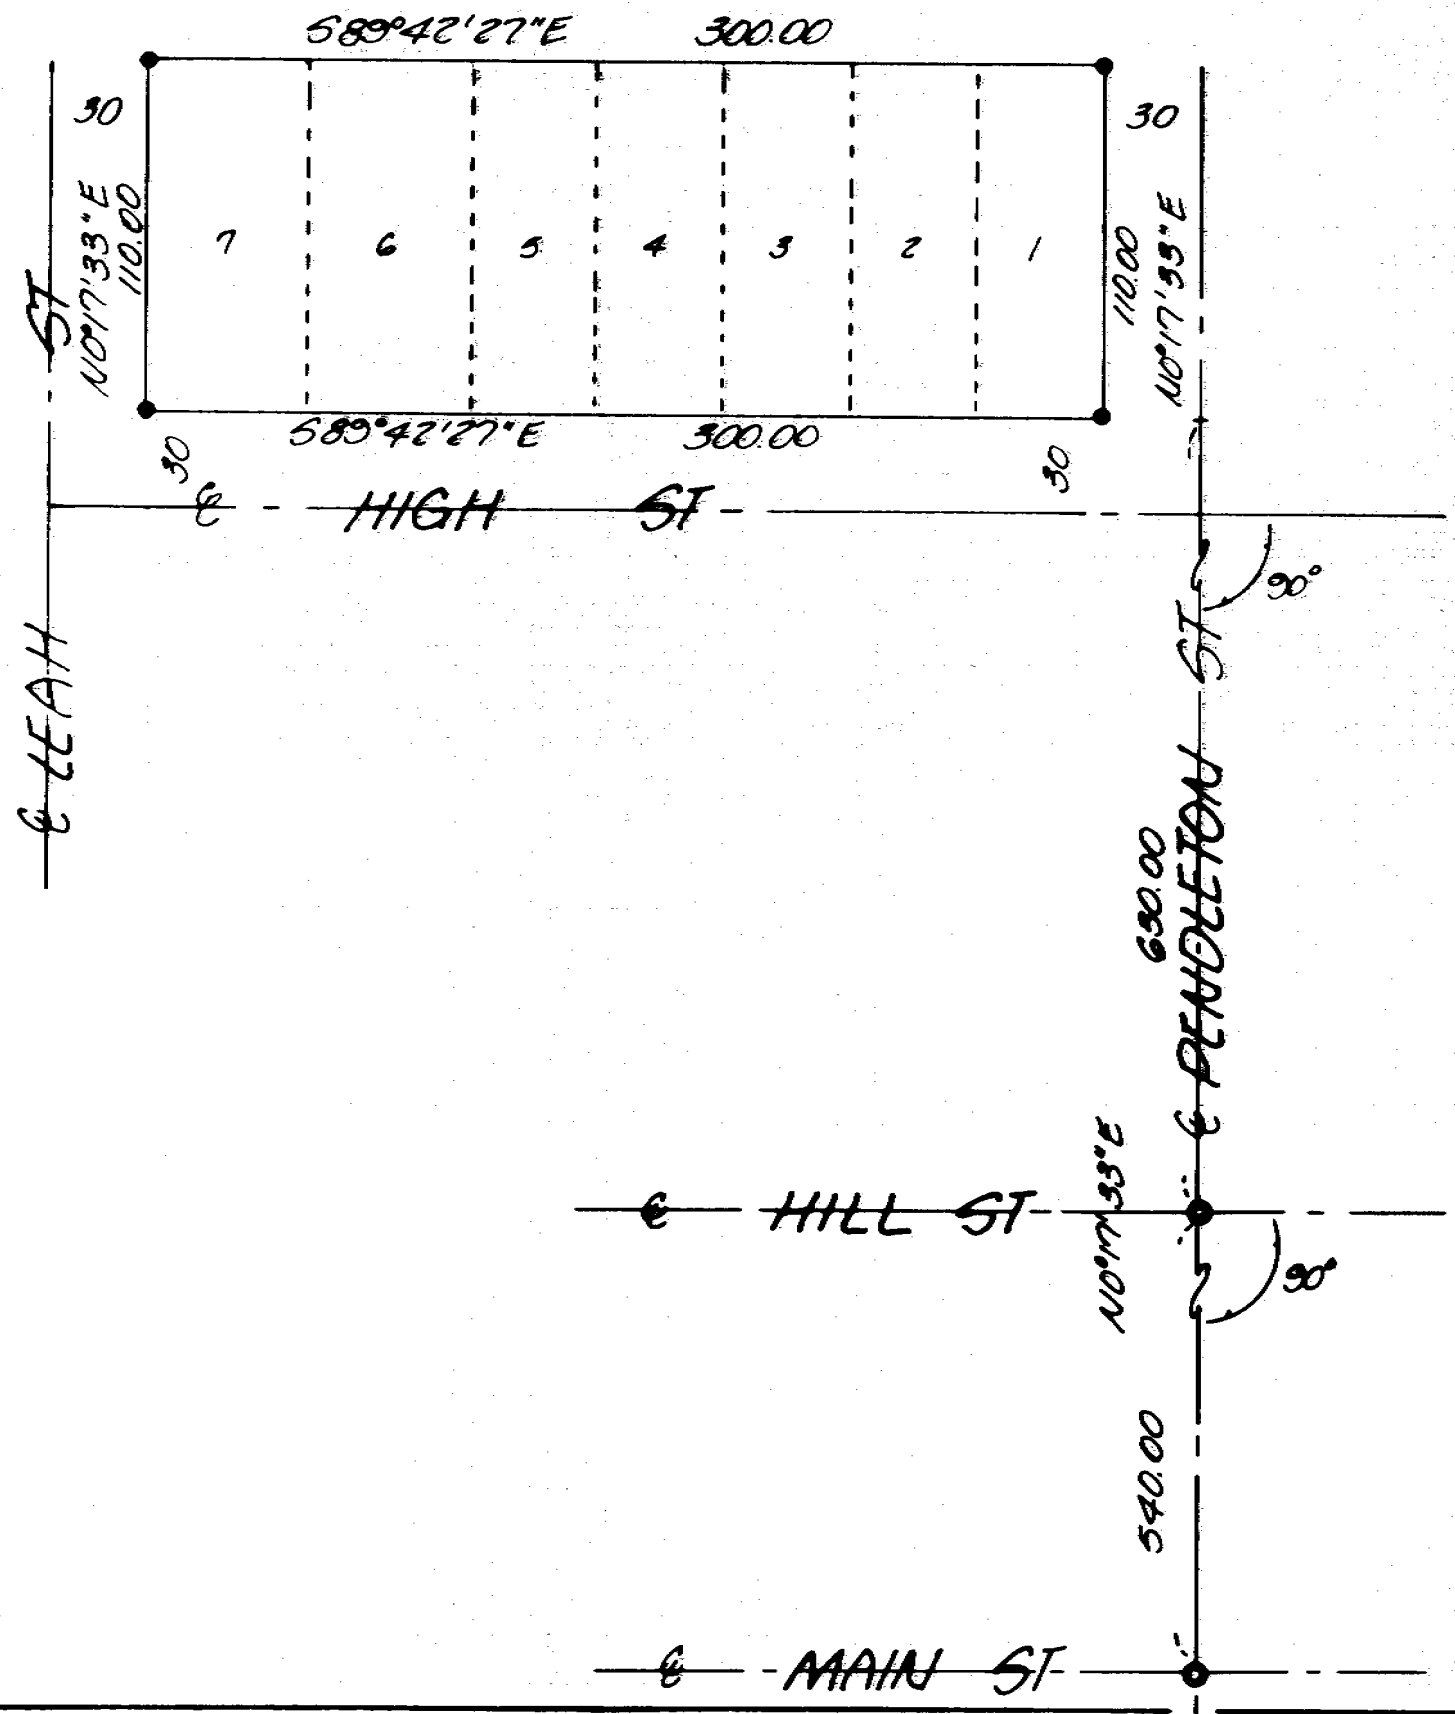 S89°42'27"E 300.00
30
30
N0°17'33"E
110.00
7 6 5 4 3 2 1
110.00
N0°17'33"E
S89°42'27"E 300.00
30
30
℄ HIGH ST
90°
℄ LEAH ST
℄ PENDLETON ST
630.00
N0°17'33"E
℄ HILL ST
90°
540.00
℄ MAIN ST